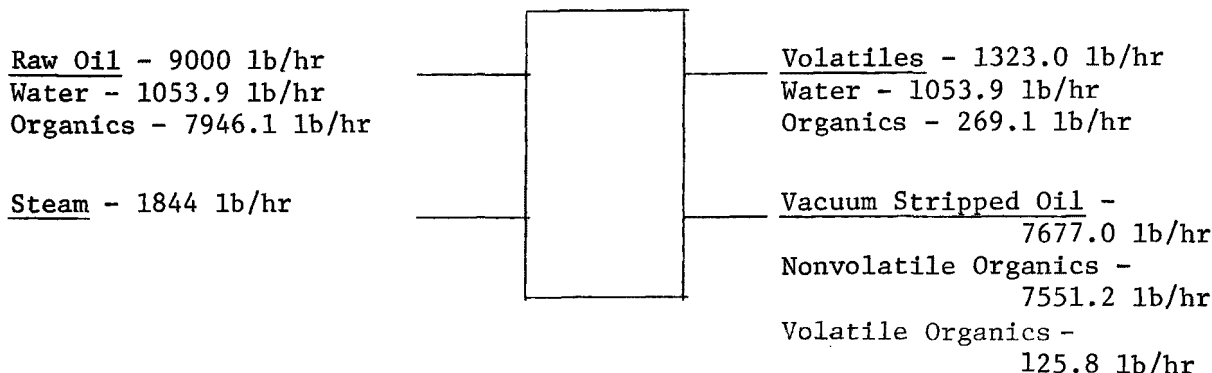 Raw Oil - 9000 lb/hr
Water - 1053.9 lb/hr
Organics - 7946.1 lb/hr
Steam - 1844 lb/hr
Volatiles - 1323.0 lb/hr
Water - 1053.9 lb/hr
Organics - 269.1 lb/hr
Vacuum Stripped Oil -
7677.0 lb/hr
Nonvolatile Organics -
7551.2 lb/hr
Volatile Organics -
125.8 lb/hr